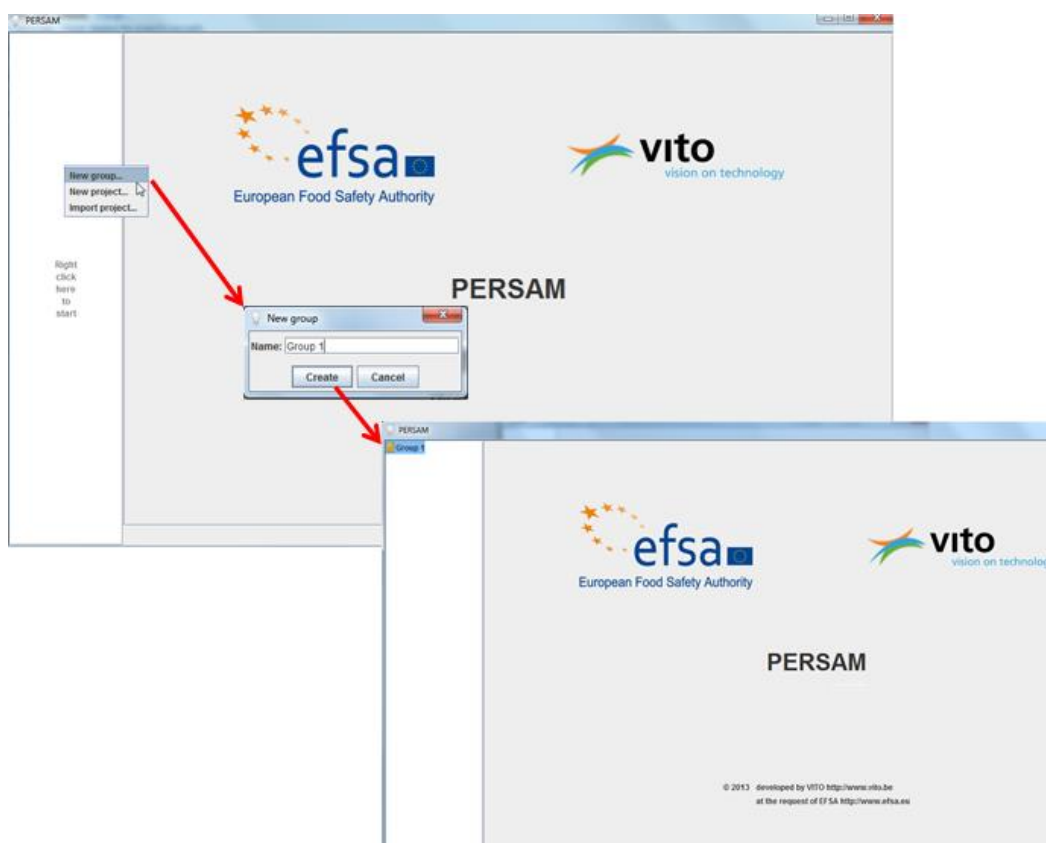 PERSAM
efsa
European Food Safety Authority
vito
vision on technology
New group...
New project...
Import project...
Right
click
here
to
start
PERSAM
New group
Name: Group 1
Create Cancel
PERSAM
Group 1
efsa
European Food Safety Authority
vito
vision on technolog
PERSAM
© 2013 developed by VITO http://www.vito.be
at the request of EFSA http://www.efsa.eu